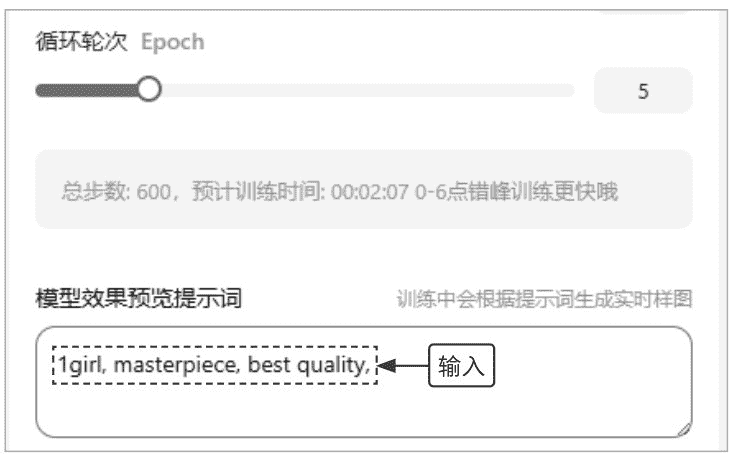 循环轮次 Epoch
5
总步数: 600，预计训练时间: 00:02:07 0-6点错峰训练更快哦
模型效果预览提示词 训练中会根据提示词生成实时样图
1girl, masterpiece, best quality,
输入